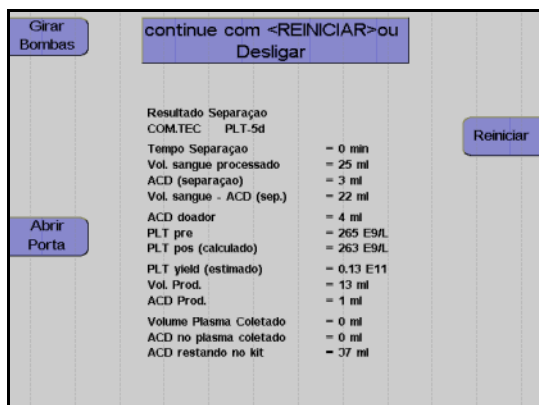 Girar
Bombas
continue com <REINICIAR>ou
Desligar
Resultado Separaçao
COM.TEC PLT-5d
Reiniciar
Tempo Separaçao = 0 min
Vol. sangue processado = 25 ml
ACD (separaçao) = 3 ml
Vol. sangue - ACD (sep.) = 22 ml
Abrir
Porta
ACD doador = 4 ml
PLT pre = 265 E9/L
PLT pos (calculado) = 263 E9/L
PLT yield (estimado) = 0.13 E11
Vol. Prod. = 13 ml
ACD Prod. = 1 ml
Volume Plasma Coletado = 0 ml
ACD no plasma coletado = 0 ml
ACD restando no kit = 37 ml